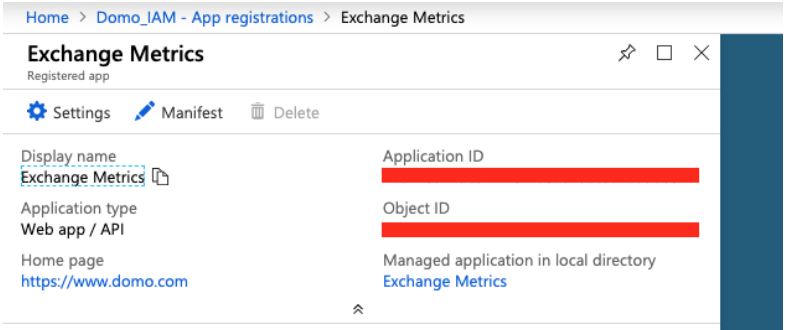 Home > Domo_IAM - App registrations > Exchange Metrics
Exchange Metrics
Registered app
Settings Manifest Delete
Display name
Exchange Metrics
Application type
Web app / API
Home page
https://www.domo.com
Application ID
Object ID
Managed application in local directory
Exchange Metrics